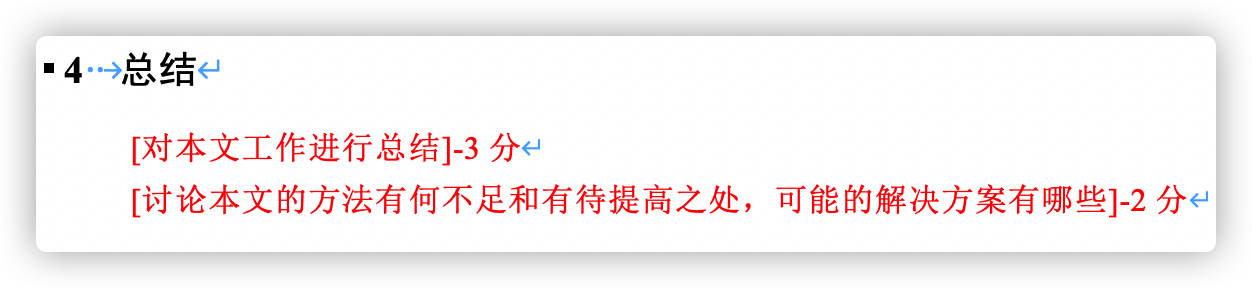 4 总结
[对本文工作进行总结]-3 分
[讨论本文的方法有何不足和有待提高之处，可能的解决方案有哪些]-2 分